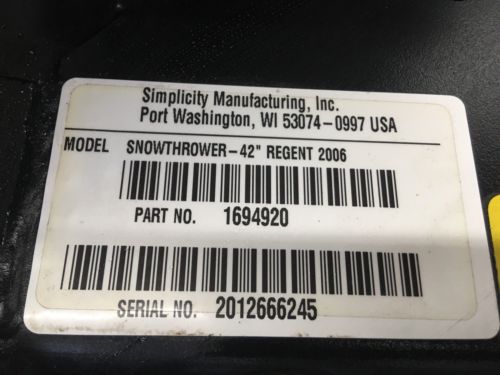 Simplicity Manufacturing, Inc.
Port Washington, WI 53074-0997 USA
MODEL SNOWTHROWER-42" REGENT 2006
PART NO. 1694920
SERIAL NO. 2012666245